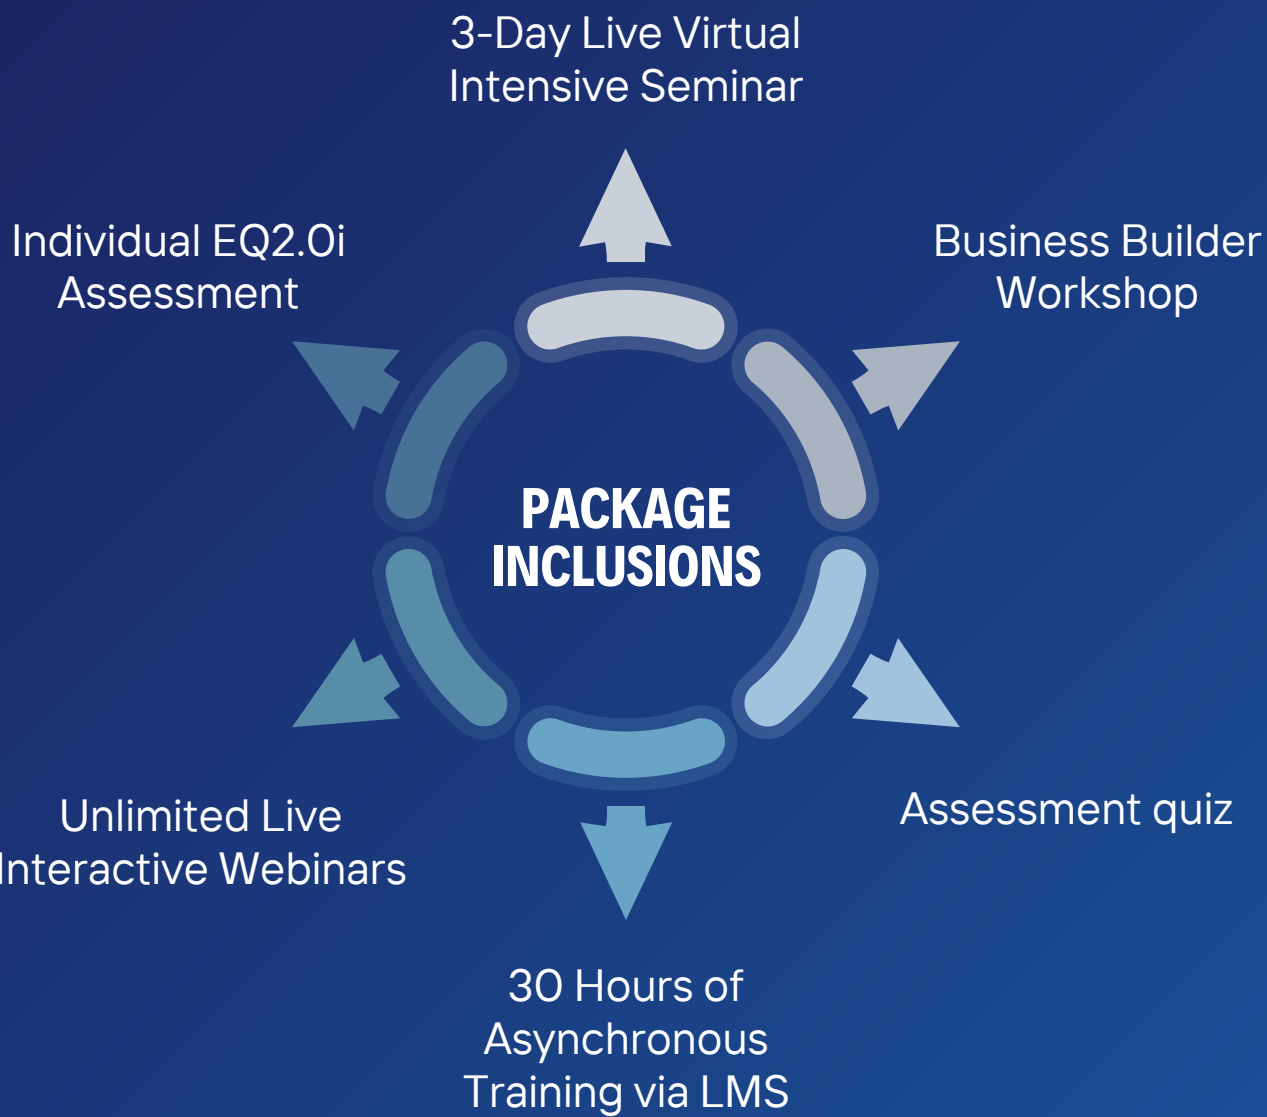 3-Day Live Virtual
Intensive Seminar
Individual EQ2.0i
Assessment
Business Builder
Workshop
PACKAGE
INCLUSIONS
Unlimited Live
Interactive Webinars
Assessment quiz
30 Hours of
Asynchronous
Training via LMS